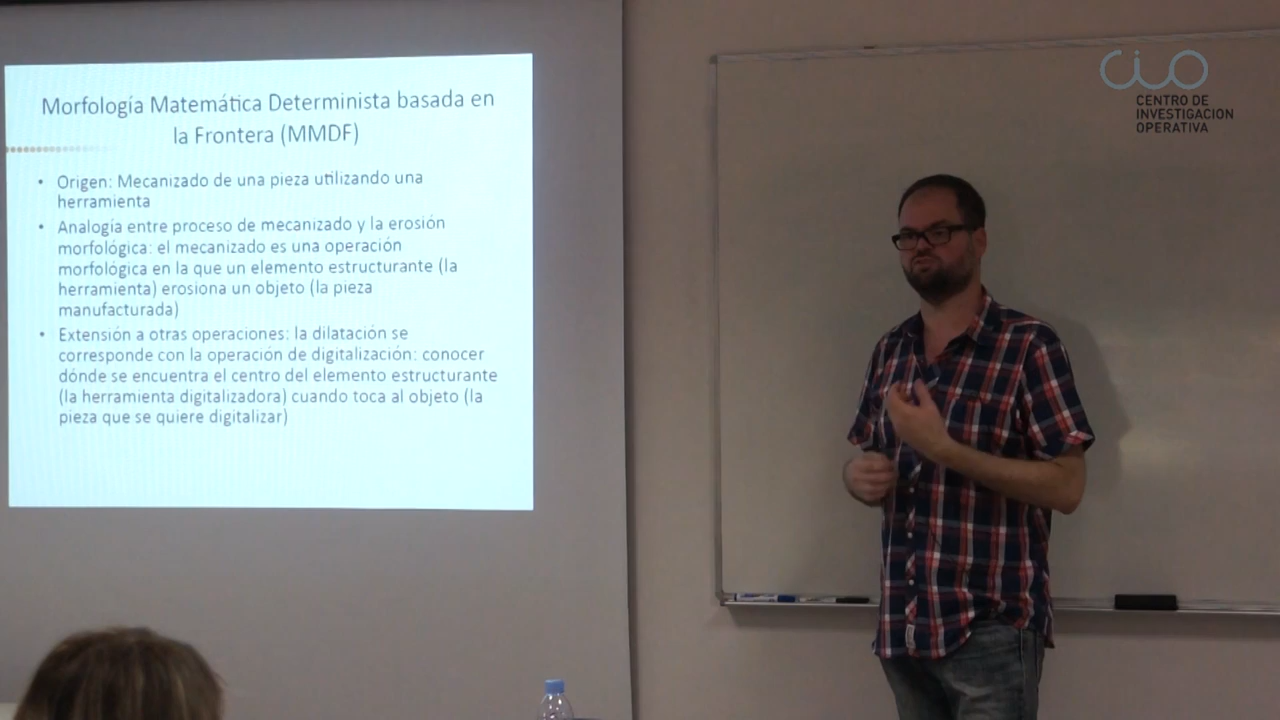 Morfología Matemática Determinista basada en
la Frontera (MMDF)
• Origen: Mecanizado de una pieza utilizando una
herramienta
• Analogía entre proceso de mecanizado y la erosión
morfológica: el mecanizado es una operación
morfológica en la que un elemento estructurante (la
herramienta) erosiona un objeto (la pieza
manufacturada)
• Extensión a otras operaciones: la dilatación se
corresponde con la operación de digitalización: conocer
dónde se encuentra el centro del elemento estructurante
(la herramienta digitalizadora) cuando toca al objeto (la
pieza que se quiere digitalizar)
CIO
CENTRO DE
INVESTIGACION
OPERATIVA